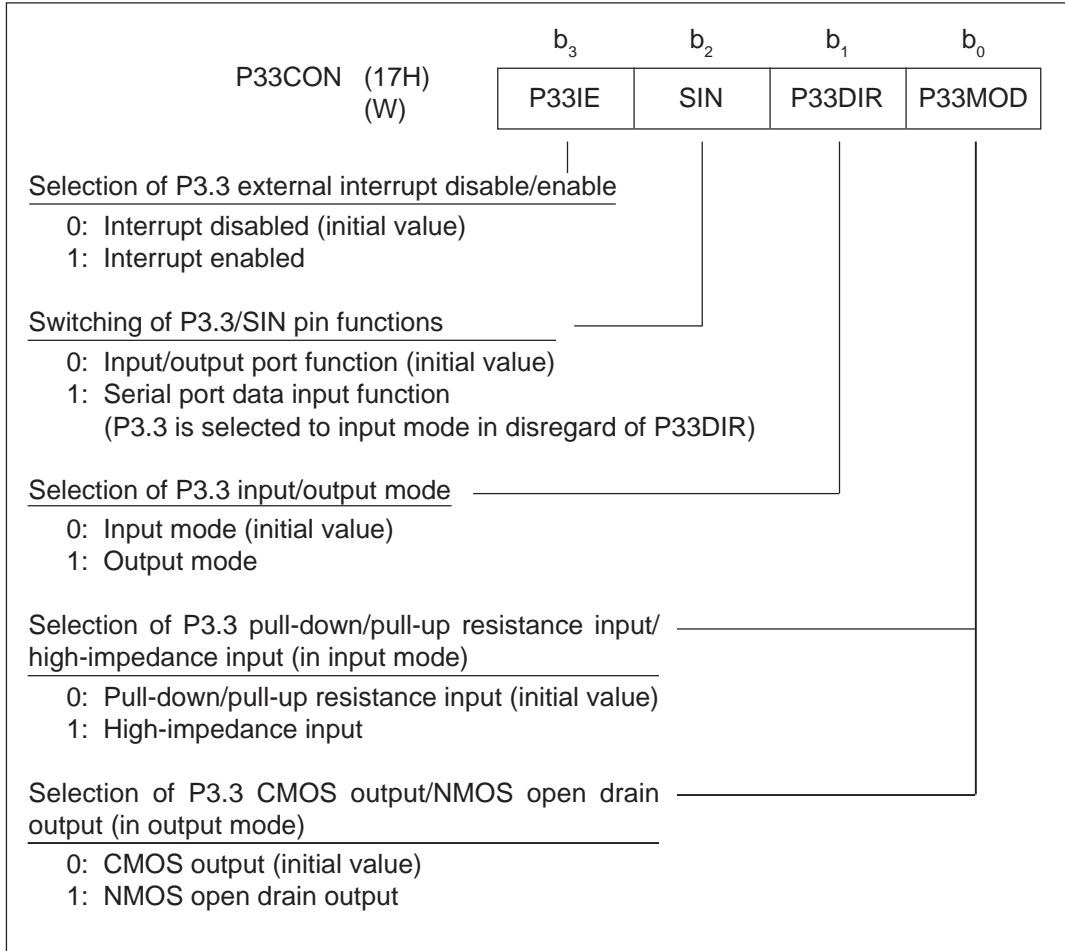 b3 b2 b1 b0
P33CON (17H)
(W)
P33IE SIN P33DIR P33MOD
Selection of P3.3 external interrupt disable/enable
0: Interrupt disabled (initial value)
1: Interrupt enabled
Switching of P3.3/SIN pin functions
0: Input/output port function (initial value)
1: Serial port data input function
(P3.3 is selected to input mode in disregard of P33DIR)
Selection of P3.3 input/output mode
0: Input mode (initial value)
1: Output mode
Selection of P3.3 pull-down/pull-up resistance input/
high-impedance input (in input mode)
0: Pull-down/pull-up resistance input (initial value)
1: High-impedance input
Selection of P3.3 CMOS output/NMOS open drain
output (in output mode)
0: CMOS output (initial value)
1: NMOS open drain output